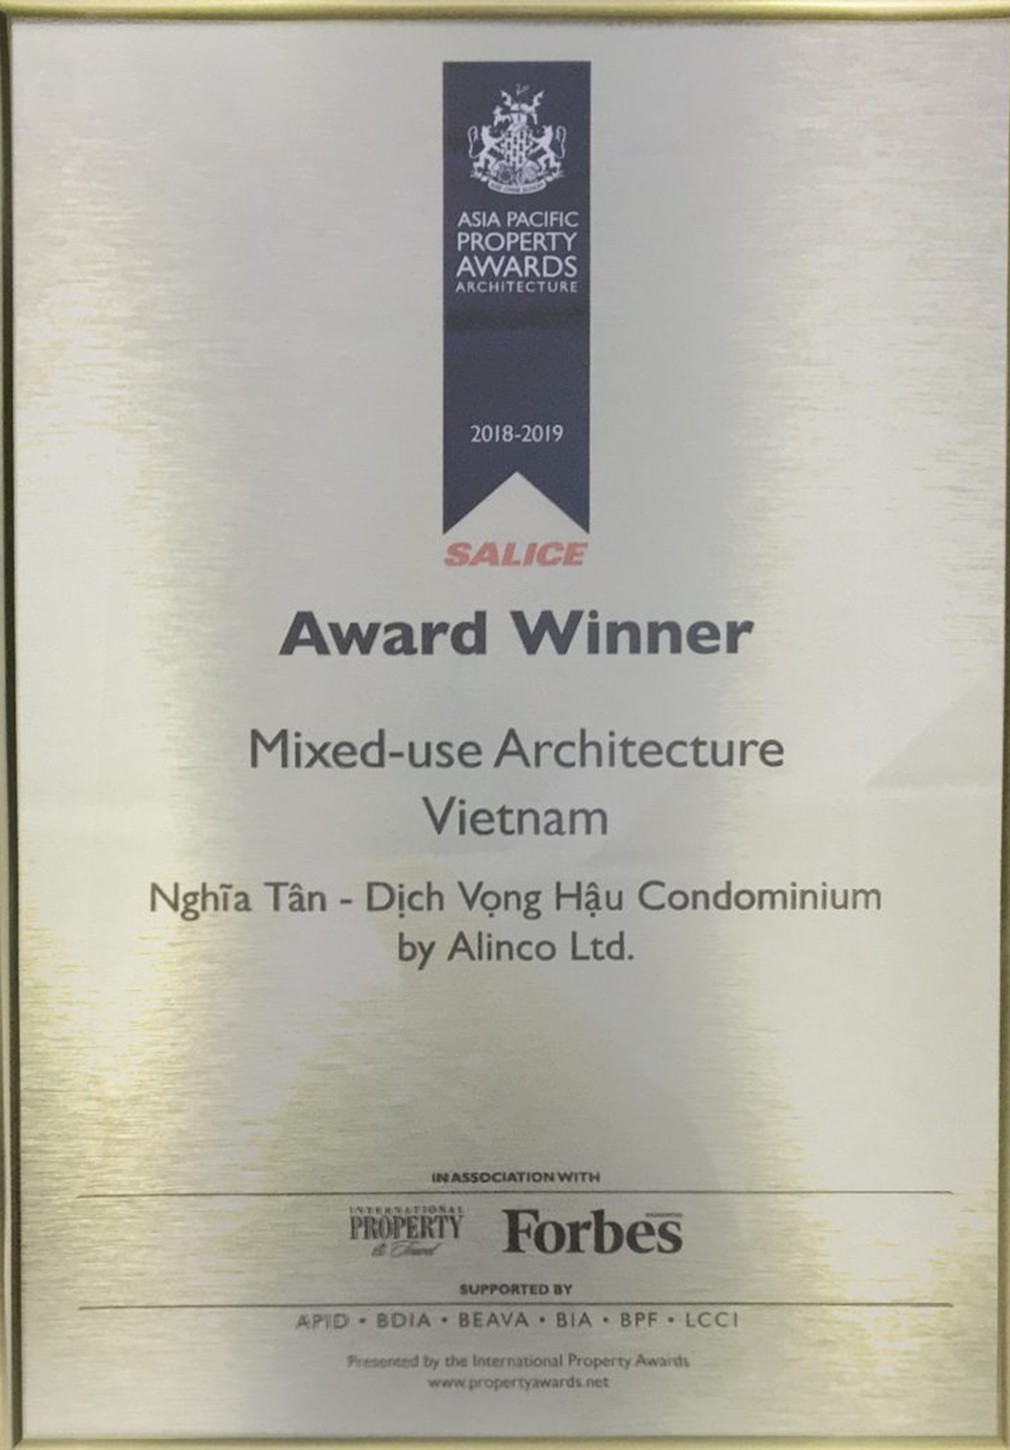 ASIA PACIFIC
PROPERTY
AWARDS
ARCHITECTURE
2018-2019
SALICE
Award Winner
Mixed-use Architecture
Vietnam
Nghĩa Tân - Dịch Vọng Hậu Condominium
by Alinco Ltd.
IN ASSOCIATION WITH
INTERNATIONAL
PROPERTY
& Travel
Forbes
SUPPORTED BY
APID • BDIA • BEAVA • BIA • BPF • LCCI
Presented by the International Property Awards
www.propertyawards.net